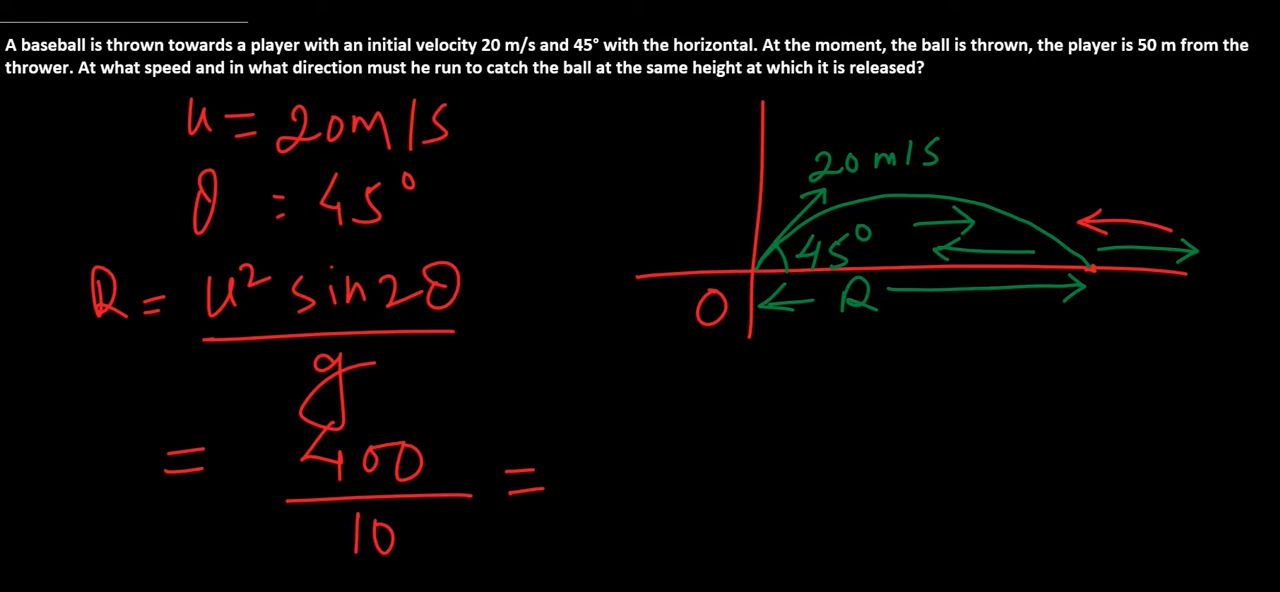 A baseball is thrown towards a player with an initial velocity 20 m/s and 45° with the horizontal. At the moment, the ball is thrown, the player is 50 m from the
thrower. At what speed and in what direction must he run to catch the ball at the same height at which it is released?
u = 20m/s
θ = 45°
R = u² sin2θ
g
= 400 =
10
20 m/s
45°
O
R